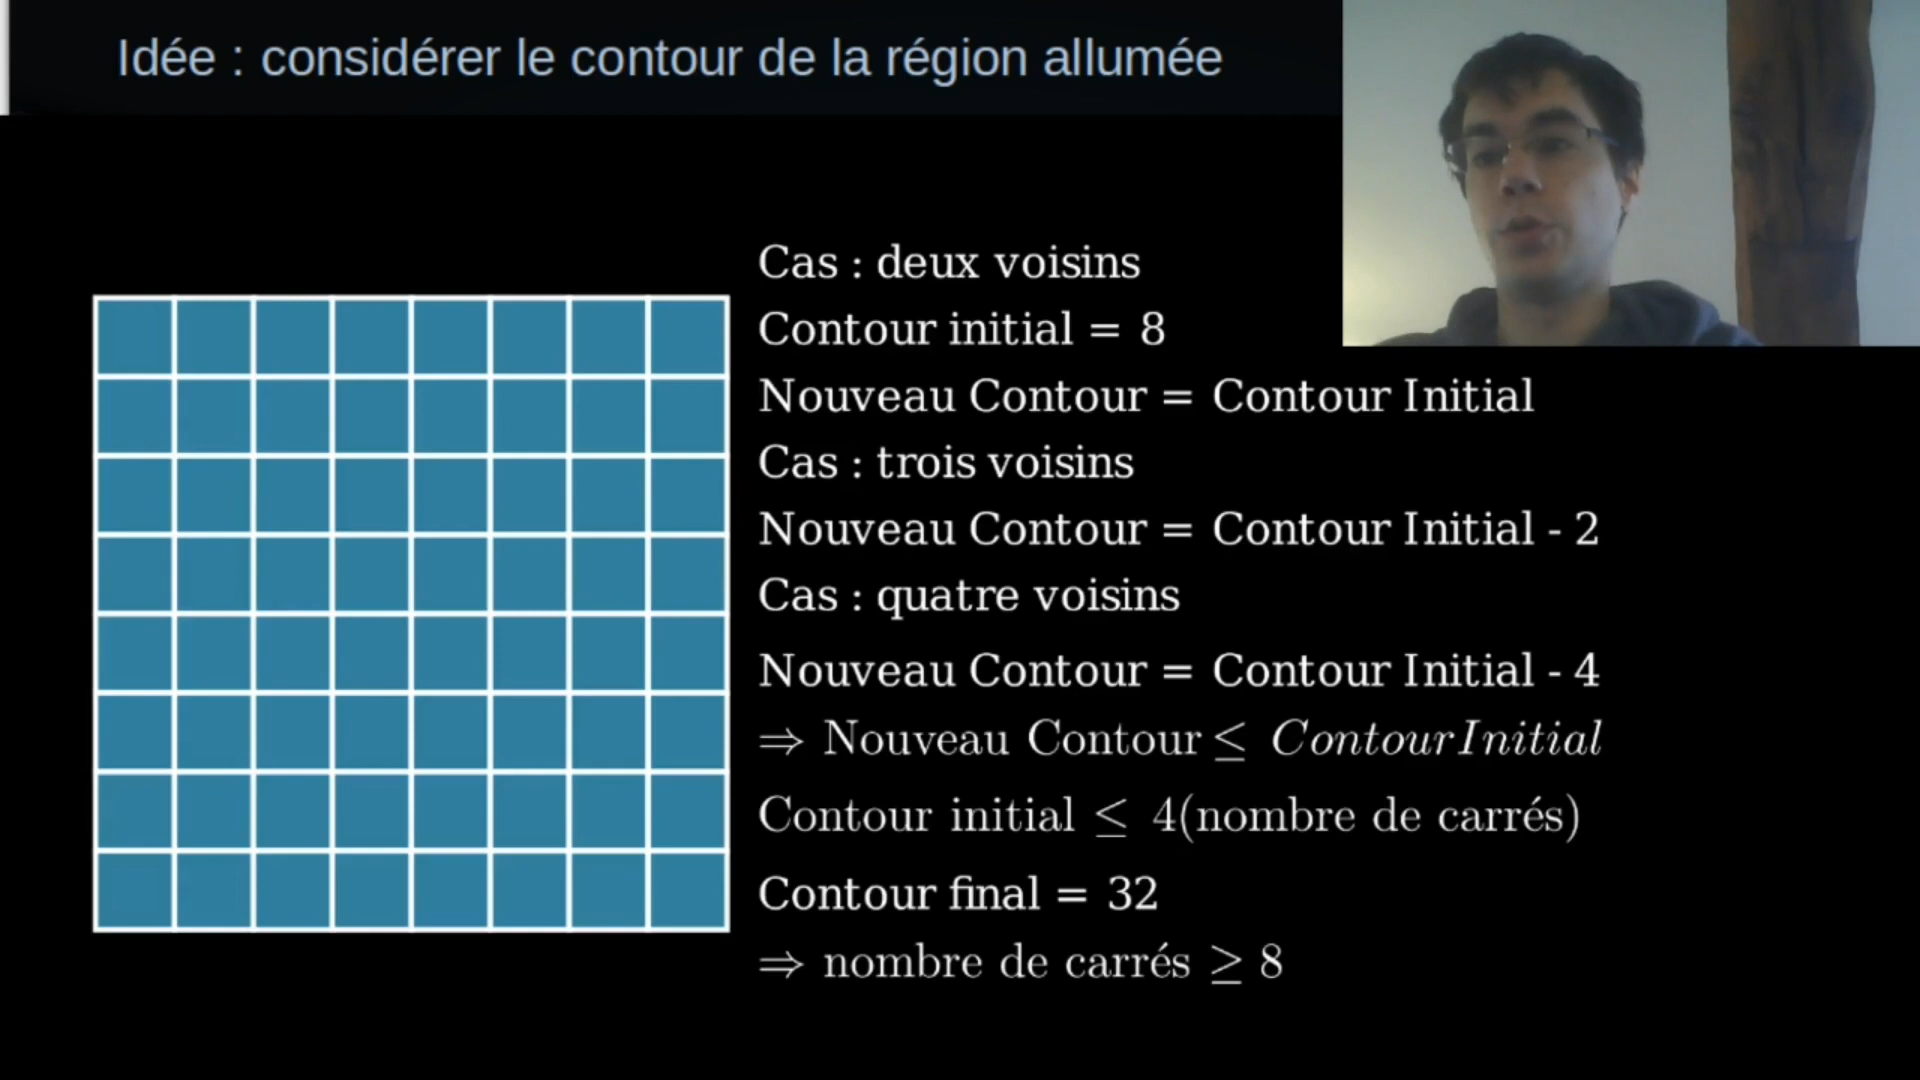 Idée : considérer le contour de la région allumée
Cas : deux voisins
Contour initial = 8
Nouveau Contour = Contour Initial
Cas : trois voisins
Nouveau Contour = Contour Initial - 2
Cas : quatre voisins
Nouveau Contour = Contour Initial - 4
⇒ Nouveau Contour ≤ ContourInitial
Contour initial ≤ 4(nombre de carrés)
Contour final = 32
⇒ nombre de carrés ≥ 8